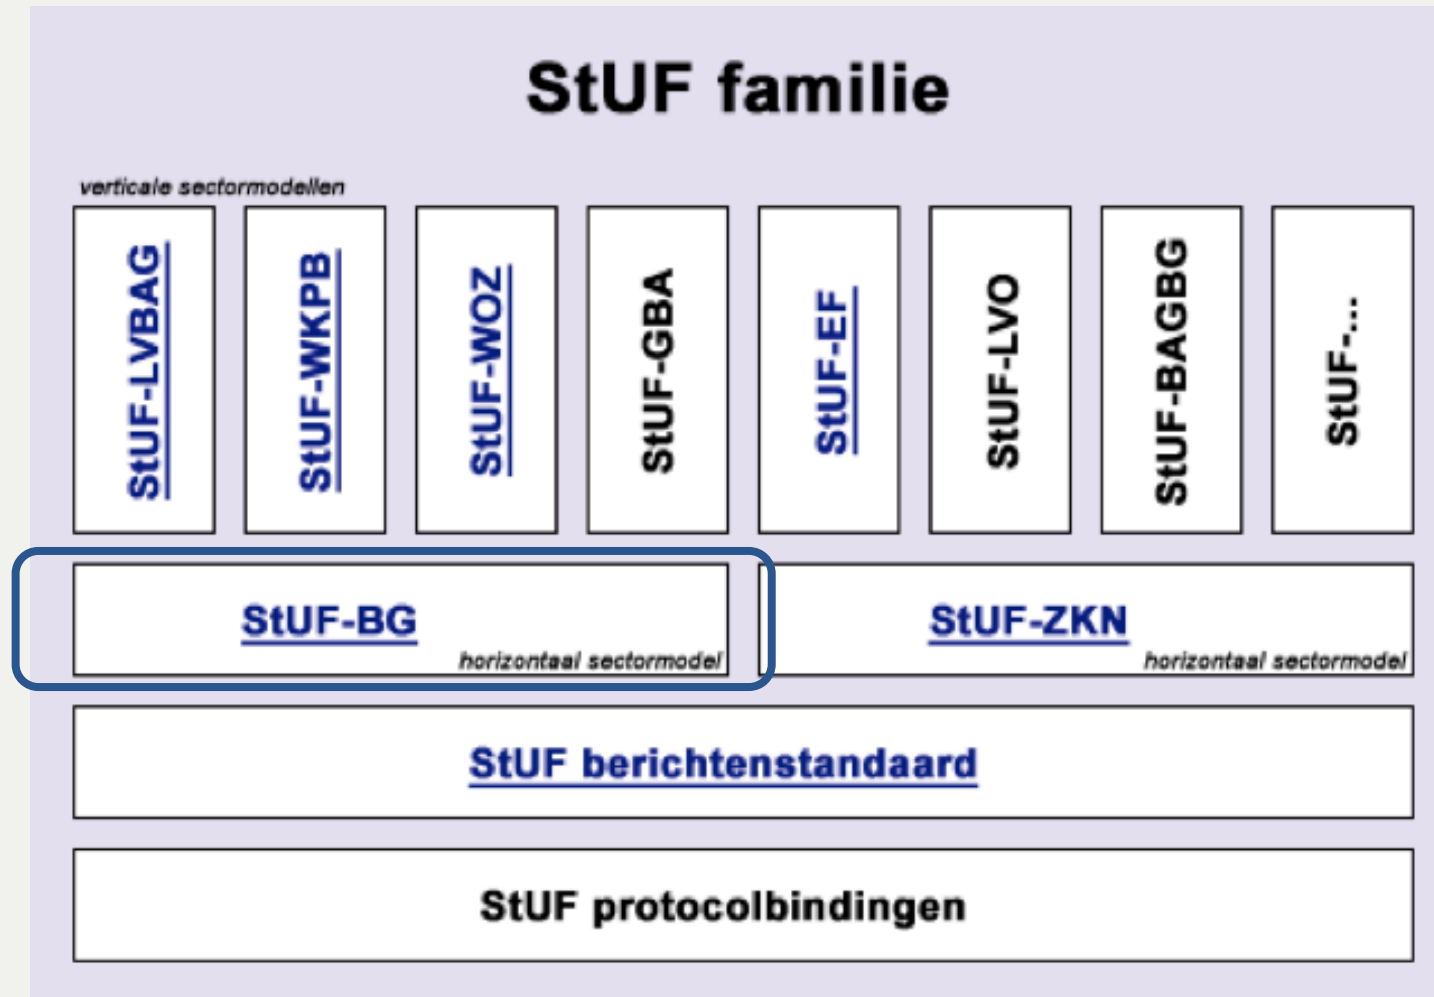 StUF familie
verticale sectormodellen
StUF-LVBAG
StUF-WKPB
StUF-WOZ
StUF-GBA
StUF-EF
StUF-LVO
StUF-BAGBG
StUF-...
StUF-BG
horizontaal sectormodel
StUF-ZKN
horizontaal sectormodel
StUF berichtenstandaard
StUF protocolbindingen